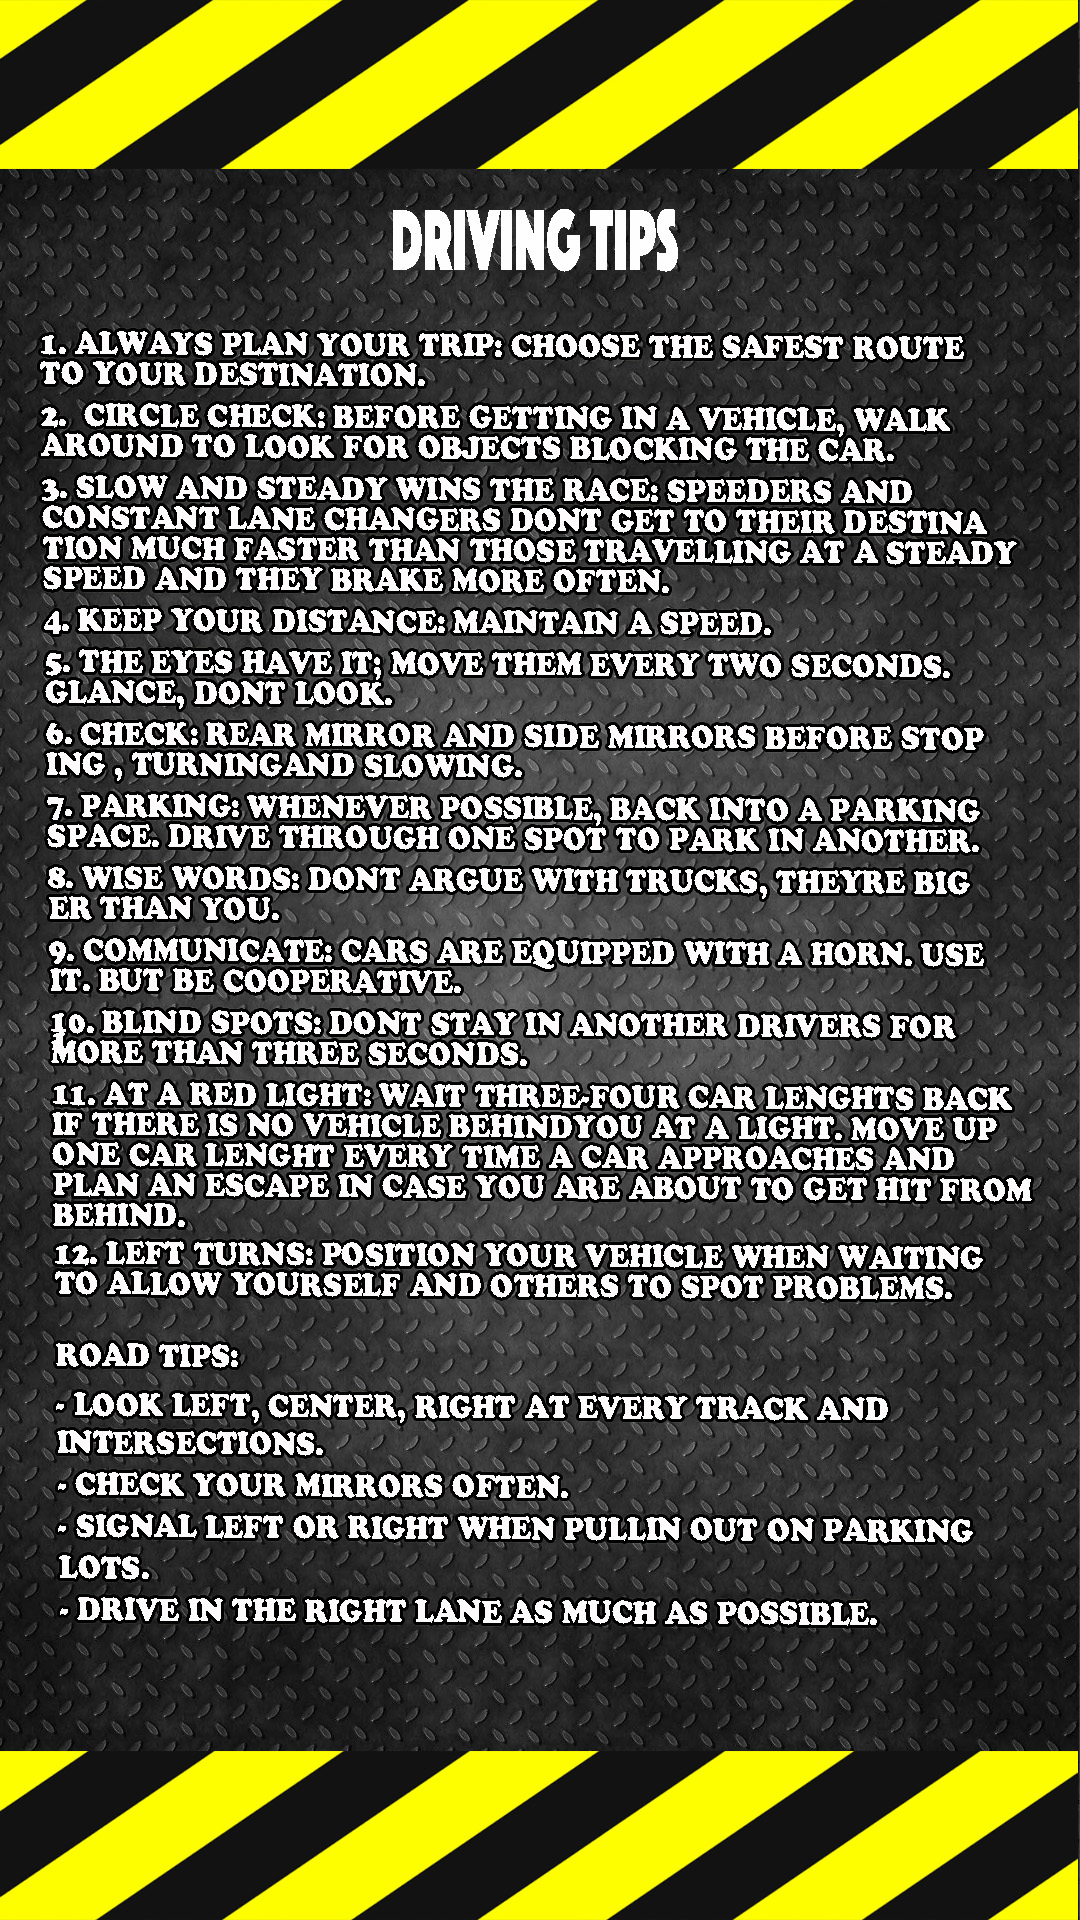 DRIVING TIPS
1. ALWAYS PLAN YOUR TRIP: CHOOSE THE SAFEST ROUTE
TO YOUR DESTINATION.
2. CIRCLE CHECK: BEFORE GETTING IN A VEHICLE, WALK
AROUND TO LOOK FOR OBJECTS BLOCKING THE CAR.
3. SLOW AND STEADY WINS THE RACE: SPEEDERS AND
CONSTANT LANE CHANGERS DONT GET TO THEIR DESTINA
TION MUCH FASTER THAN THOSE TRAVELLING AT A STEADY
SPEED AND THEY BRAKE MORE OFTEN.
4. KEEP YOUR DISTANCE: MAINTAIN A SPEED.
5. THE EYES HAVE IT; MOVE THEM EVERY TWO SECONDS.
GLANCE, DONT LOOK.
6. CHECK: REAR MIRROR AND SIDE MIRRORS BEFORE STOP
ING , TURNINGAND SLOWING.
7. PARKING: WHENEVER POSSIBLE, BACK INTO A PARKING
SPACE. DRIVE THROUGH ONE SPOT TO PARK IN ANOTHER.
8. WISE WORDS: DONT ARGUE WITH TRUCKS, THEYRE BIG
ER THAN YOU.
9. COMMUNICATE: CARS ARE EQUIPPED WITH A HORN. USE
IT. BUT BE COOPERATIVE.
10. BLIND SPOTS: DONT STAY IN ANOTHER DRIVERS FOR
MORE THAN THREE SECONDS.
11. AT A RED LIGHT: WAIT THREE-FOUR CAR LENGHTS BACK
IF THERE IS NO VEHICLE BEHINDYOU AT A LIGHT. MOVE UP
ONE CAR LENGHT EVERY TIME A CAR APPROACHES AND
PLAN AN ESCAPE IN CASE YOU ARE ABOUT TO GET HIT FROM
BEHIND.
12. LEFT TURNS: POSITION YOUR VEHICLE WHEN WAITING
TO ALLOW YOURSELF AND OTHERS TO SPOT PROBLEMS.
ROAD TIPS:
- LOOK LEFT, CENTER, RIGHT AT EVERY TRACK AND
INTERSECTIONS.
- CHECK YOUR MIRRORS OFTEN.
- SIGNAL LEFT OR RIGHT WHEN PULLIN OUT ON PARKING
LOTS.
- DRIVE IN THE RIGHT LANE AS MUCH AS POSSIBLE.